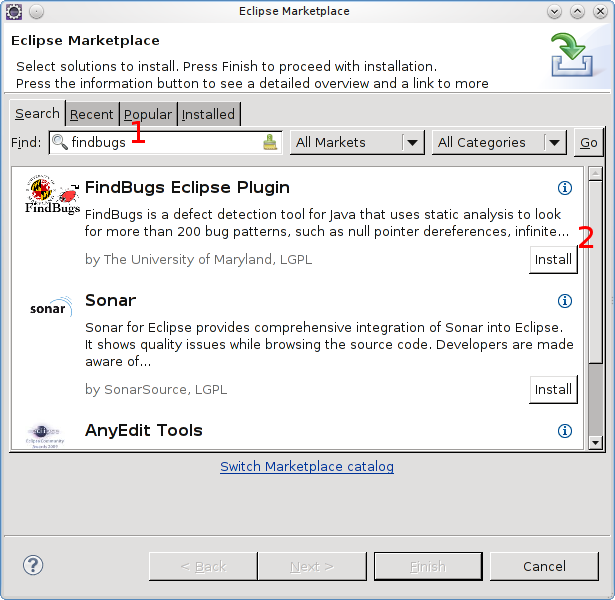 Eclipse Marketplace
Eclipse Marketplace
Select solutions to install. Press Finish to proceed with installation.
Press the information button to see a detailed overview and a link to more
Search Recent Popular Installed
1
Find: findbugs All Markets All Categories Go
FindBugs Eclipse Plugin
FindBugs
FindBugs is a defect detection tool for Java that uses static analysis to look
for more than 200 bug patterns, such as null pointer dereferences, infinite...
2
by The University of Maryland, LGPL Install
Sonar
sonar
Sonar for Eclipse provides comprehensive integration of Sonar into Eclipse.
It shows quality issues while browsing the source code. Developers are made
aware of...
by SonarSource, LGPL Install
AnyEdit Tools
eclipse
Eclipse Community
Awards 2009
Switch Marketplace catalog
? < Back Next > Finish Cancel